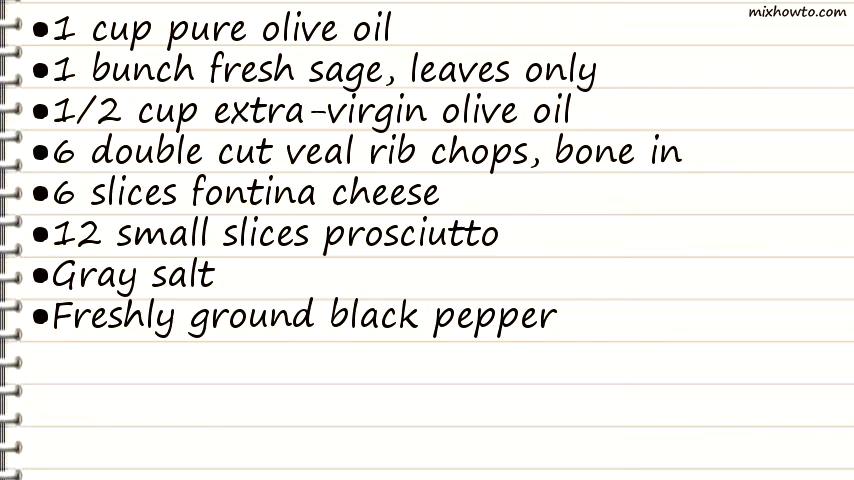 mixhowto.com
•1 cup pure olive oil
•1 bunch fresh sage, leaves only
•1/2 cup extra-virgin olive oil
•6 double cut veal rib chops, bone in
•6 slices fontina cheese
•12 small slices prosciutto
•Gray salt
•Freshly ground black pepper